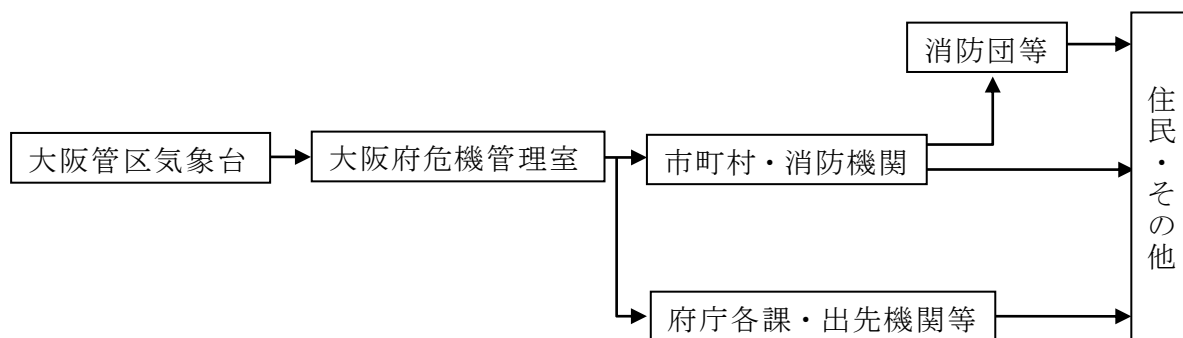 消防団等
大阪管区気象台
大阪府危機管理室
市町村・消防機関
住民・その他
府庁各課・出先機関等